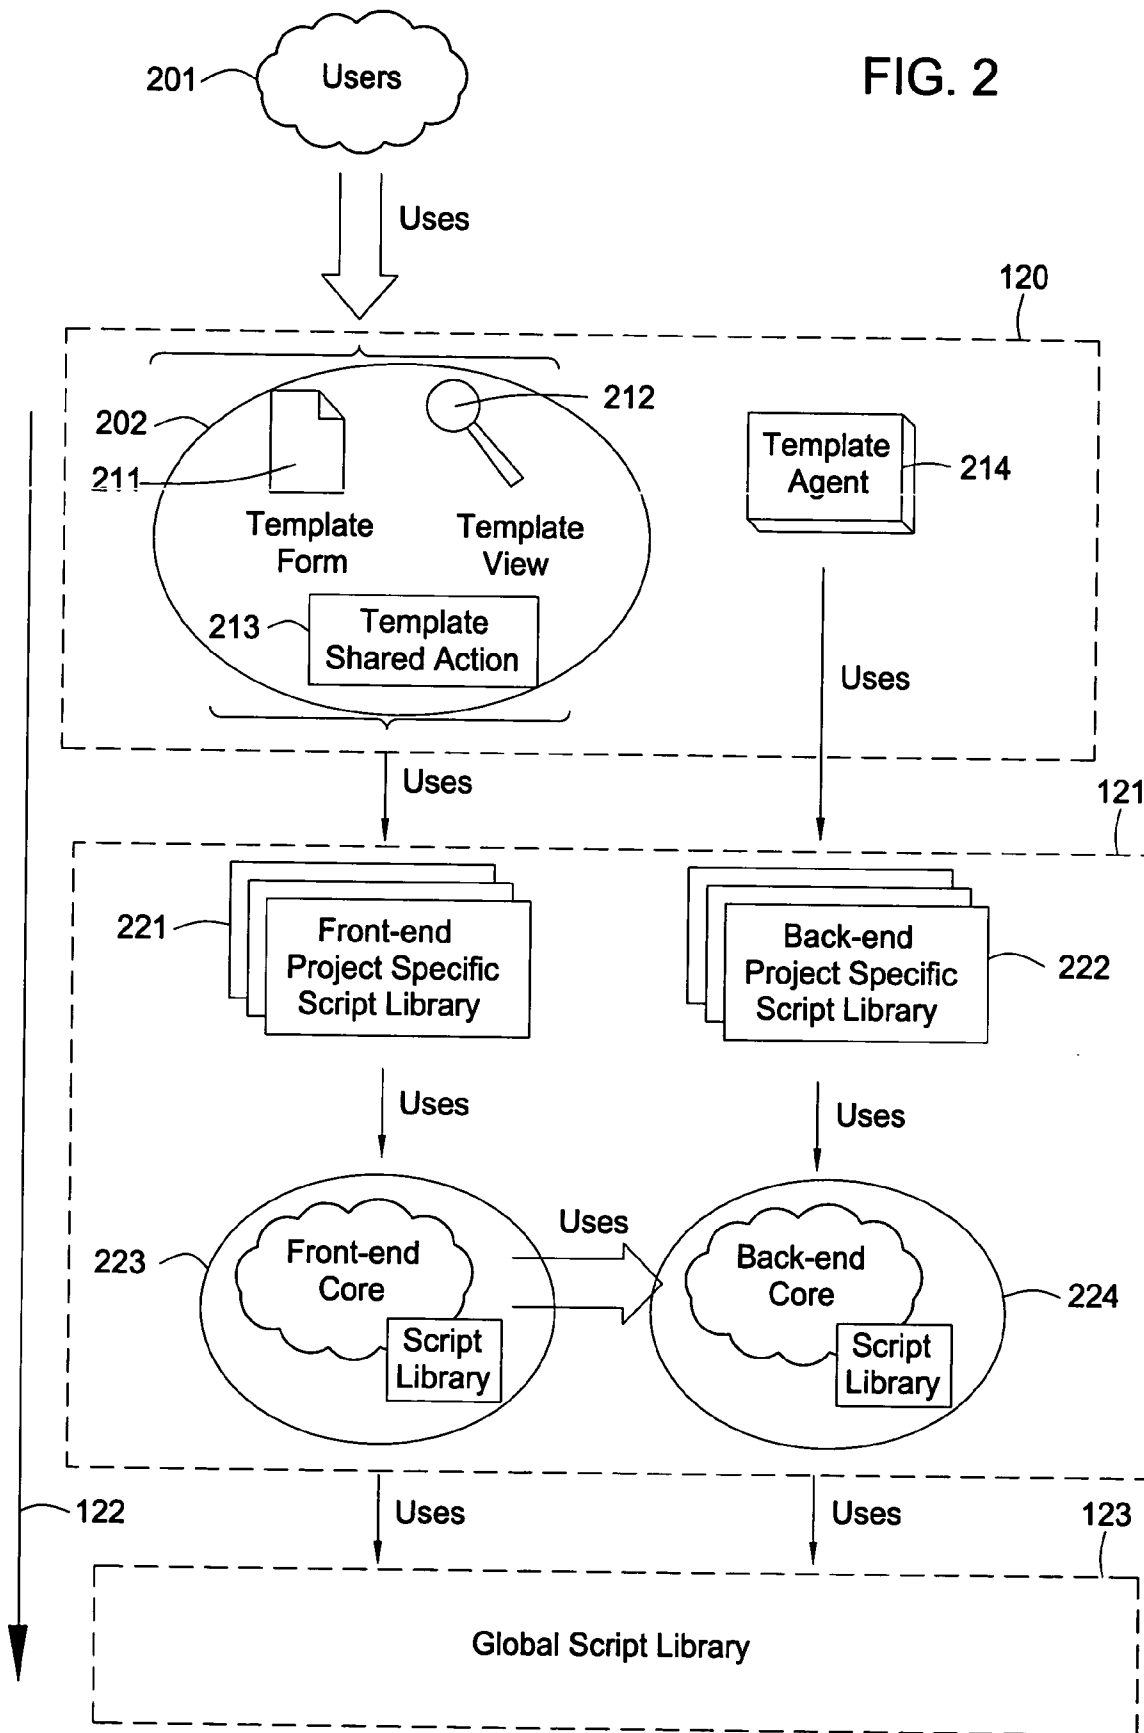 FIG. 2
201
Users
Uses
120
202
212
211
Template
Form
Template
View
213
Template
Shared Action
Template
Agent
214
Uses
Uses
121
221
Front-end
Project Specific
Script Library
Back-end
Project Specific
Script Library
222
Uses
Uses
223
Front-end
Core
Script
Library
Uses
Back-end
Core
Script
Library
224
122
Uses
Uses
123
Global Script Library